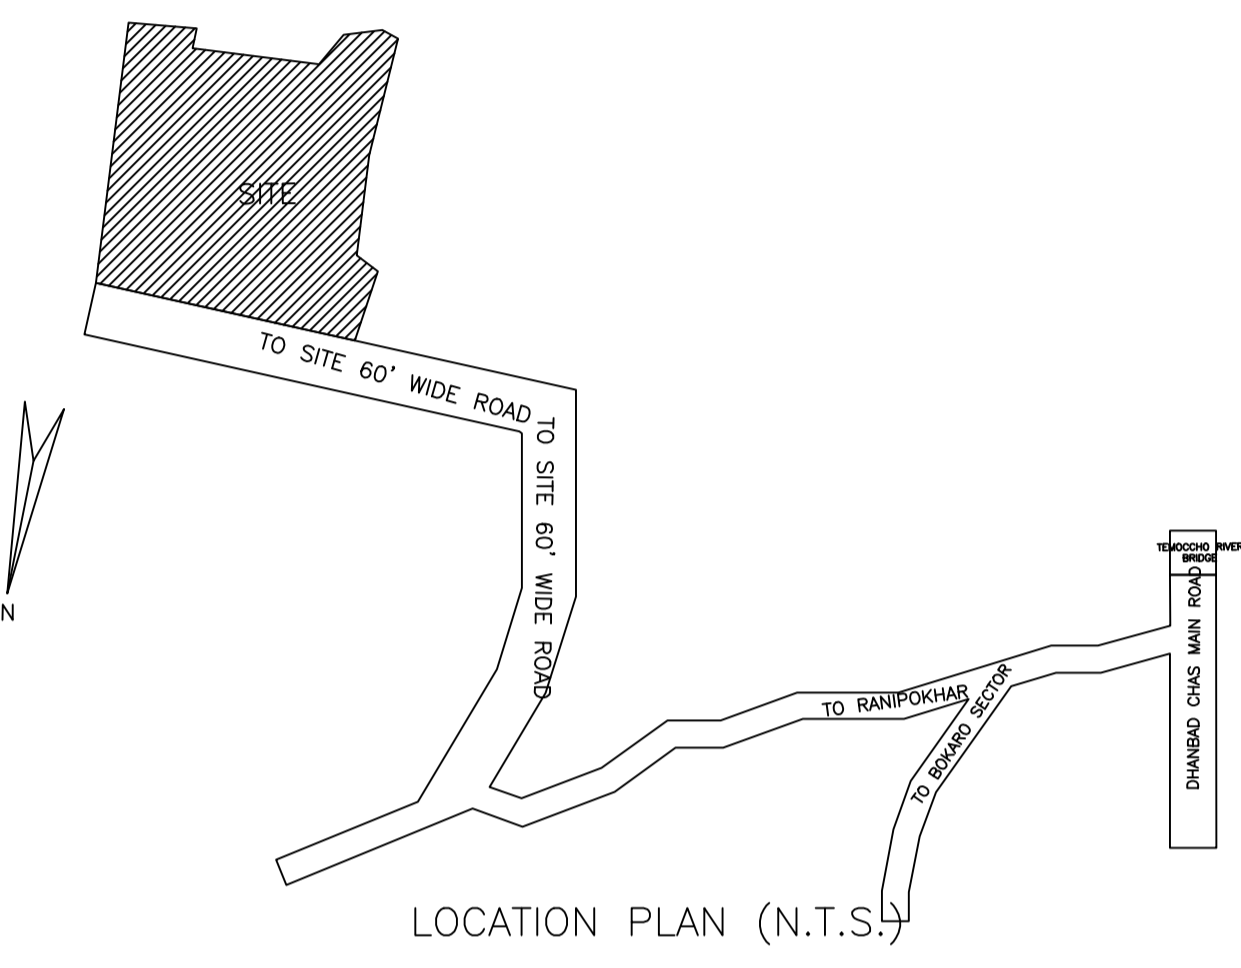 SITE
TO SITE 60' WIDE ROAD
TO SITE 60' WIDE ROAD
N
TEMOCCHO RIVER
BRIDGE
DHANBAD CHAS MAIN ROAD
TO RANIPOKHAR
TO BOKARO SECTOR
LOCATION PLAN (N.T.S.)